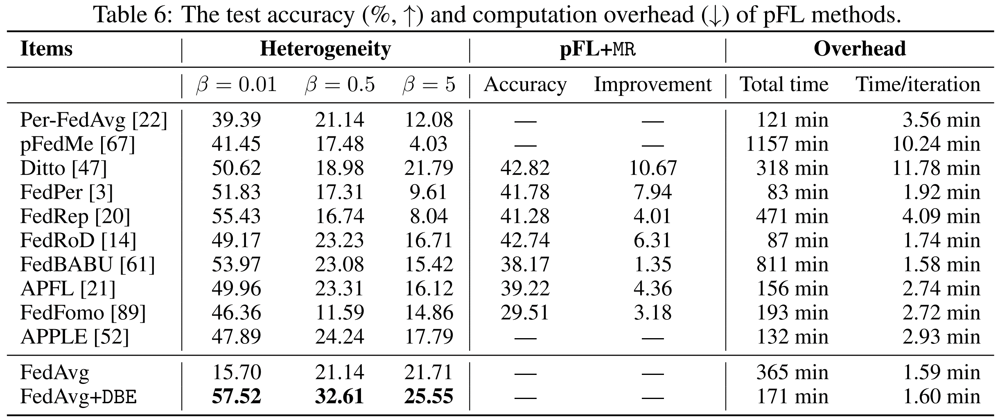 Table 6: The test accuracy (%, ↑) and computation overhead (↓) of pFL methods.
Items Heterogeneity pFL+MR Overhead
β = 0.01 β = 0.5 β = 5 Accuracy Improvement Total time Time/iteration
Per-FedAvg [22] 39.39 21.14 12.08 — — 121 min 3.56 min
pFedMe [67] 41.45 17.48 4.03 — — 1157 min 10.24 min
Ditto [47] 50.62 18.98 21.79 42.82 10.67 318 min 11.78 min
FedPer [3] 51.83 17.31 9.61 41.78 7.94 83 min 1.92 min
FedRep [20] 55.43 16.74 8.04 41.28 4.01 471 min 4.09 min
FedRoD [14] 49.17 23.23 16.71 42.74 6.31 87 min 1.74 min
FedBABU [61] 53.97 23.08 15.42 38.17 1.35 811 min 1.58 min
APFL [21] 49.96 23.31 16.12 39.22 4.36 156 min 2.74 min
FedFomo [89] 46.36 11.59 14.86 29.51 3.18 193 min 2.72 min
APPLE [52] 47.89 24.24 17.79 — — 132 min 2.93 min
FedAvg 15.70 21.14 21.71 — — 365 min 1.59 min
FedAvg+DBE 57.52 32.61 25.55 — — 171 min 1.60 min